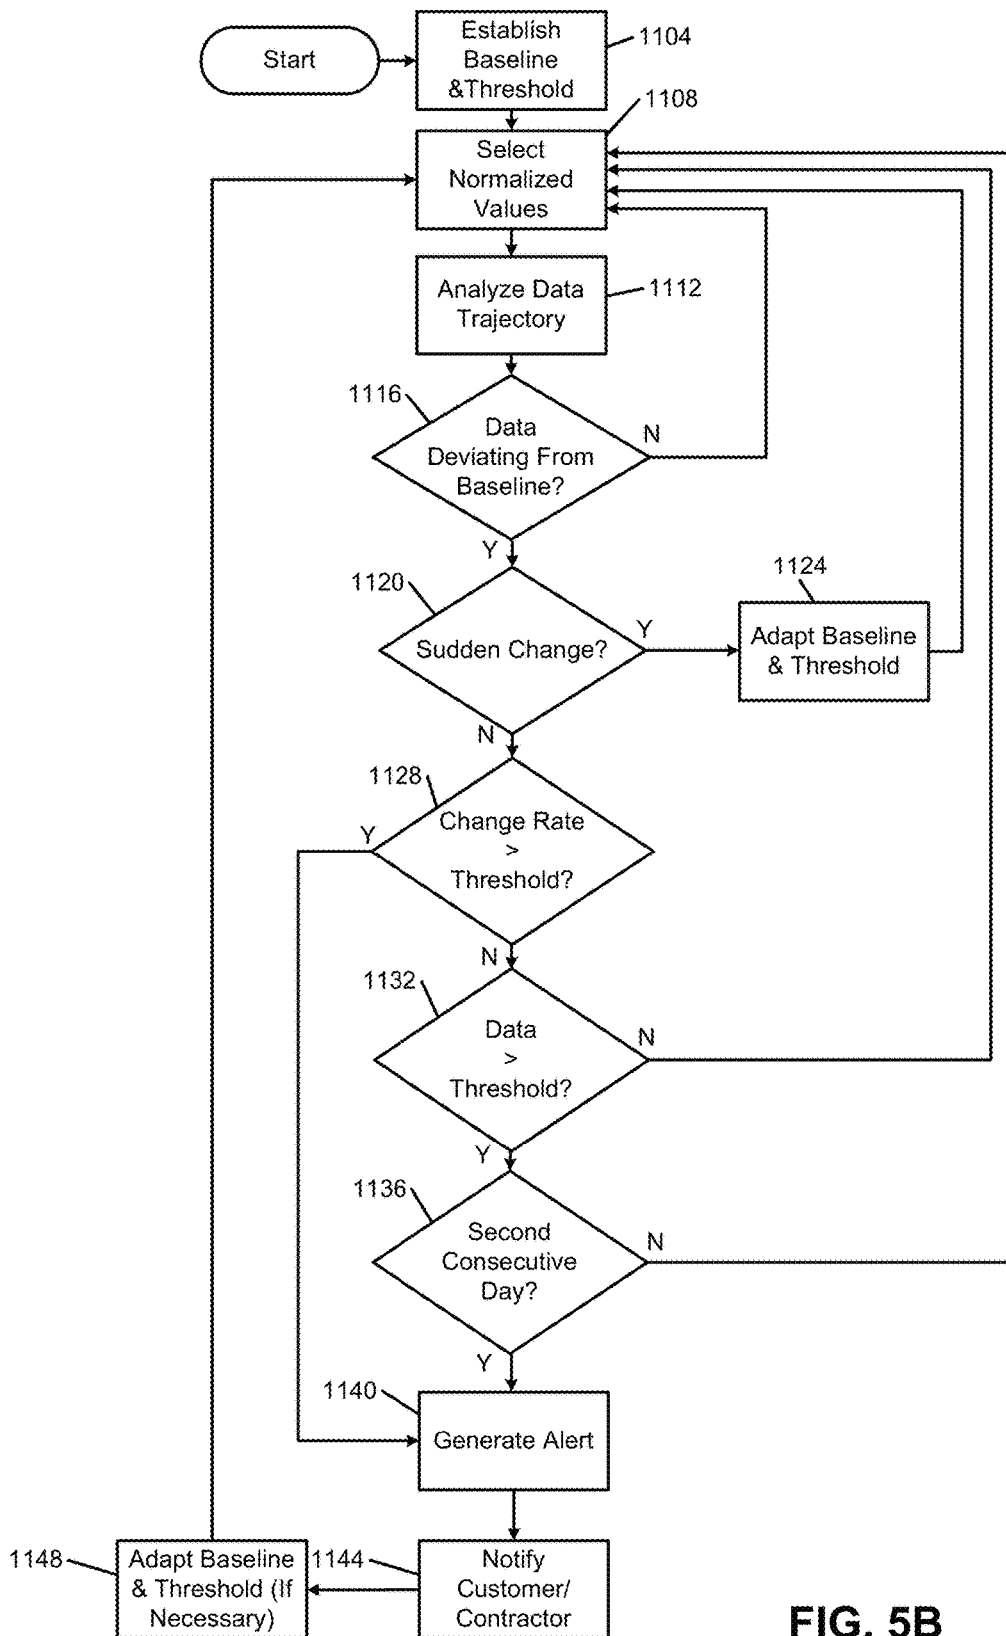 Start
Establish
Baseline
&Threshold
1104
1108
Select
Normalized
Values
Analyze Data
Trajectory
1112
1116
Data
Deviating From
Baseline?
N
Y
1120
Sudden Change?
Y
1124
Adapt Baseline
& Threshold
N
1128
Change Rate
>
Threshold?
Y
N
1132
Data
>
Threshold?
N
Y
1136
Second
Consecutive
Day?
N
Y
1140
Generate Alert
1148
Adapt Baseline
& Threshold (If
Necessary)
1144
Notify
Customer/
Contractor
FIG. 5B